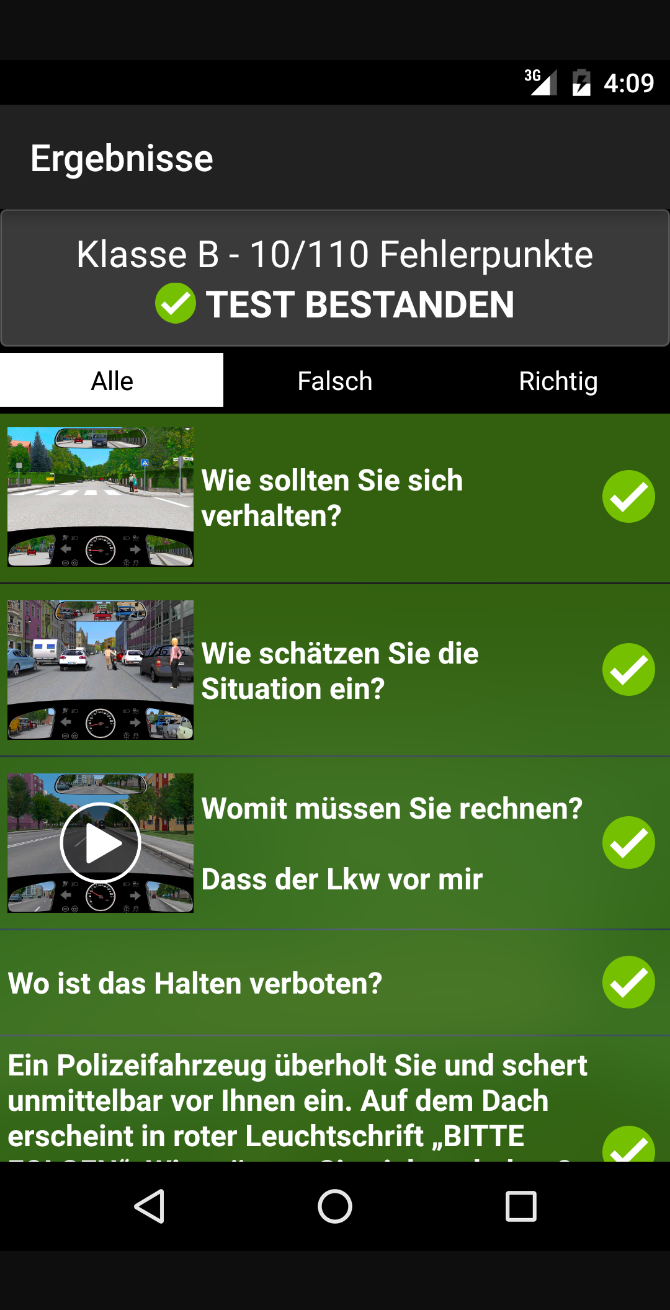 3G 4:09
Ergebnisse
Klasse B - 10/110 Fehlerpunkte
TEST BESTANDEN
Alle Falsch Richtig
Wie sollten Sie sich
verhalten?
Wie schätzen Sie die
Situation ein?
Womit müssen Sie rechnen?
Dass der Lkw vor mir
Wo ist das Halten verboten?
Ein Polizeifahrzeug überholt Sie und schert
unmittelbar vor Ihnen ein. Auf dem Dach
erscheint in roter Leuchtschrift „BITTE